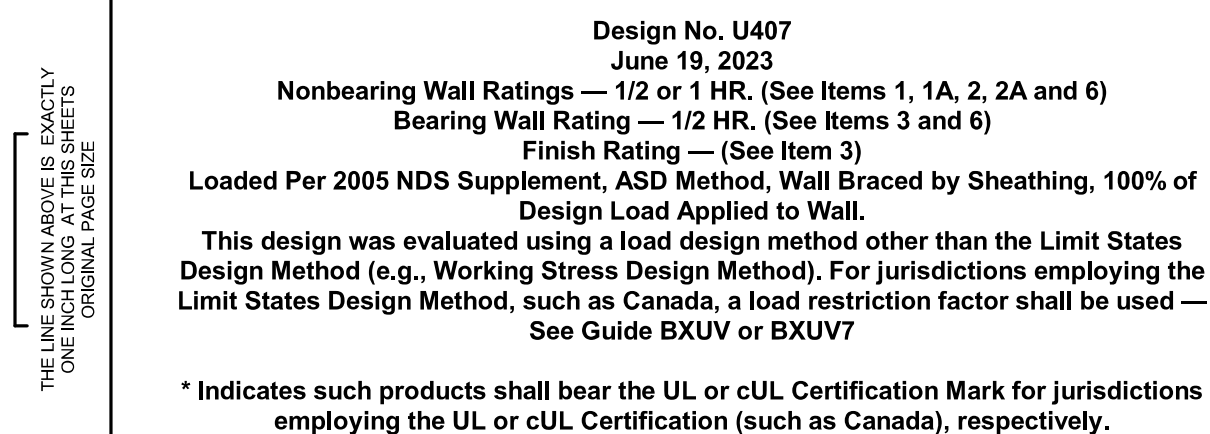 THE LINE SHOWN ABOVE IS EXACTLY
ONE INCH LONG AT THIS SHEETS
ORIGINAL PAGE SIZE
Design No. U407
June 19, 2023
Nonbearing Wall Ratings — 1/2 or 1 HR. (See Items 1, 1A, 2, 2A and 6)
Bearing Wall Rating — 1/2 HR. (See Items 3 and 6)
Finish Rating — (See Item 3)
Loaded Per 2005 NDS Supplement, ASD Method, Wall Braced by Sheathing, 100% of
Design Load Applied to Wall.
This design was evaluated using a load design method other than the Limit States
Design Method (e.g., Working Stress Design Method). For jurisdictions employing the
Limit States Design Method, such as Canada, a load restriction factor shall be used —
See Guide BXUV or BXUV7
* Indicates such products shall bear the UL or cUL Certification Mark for jurisdictions
employing the UL or cUL Certification (such as Canada), respectively.